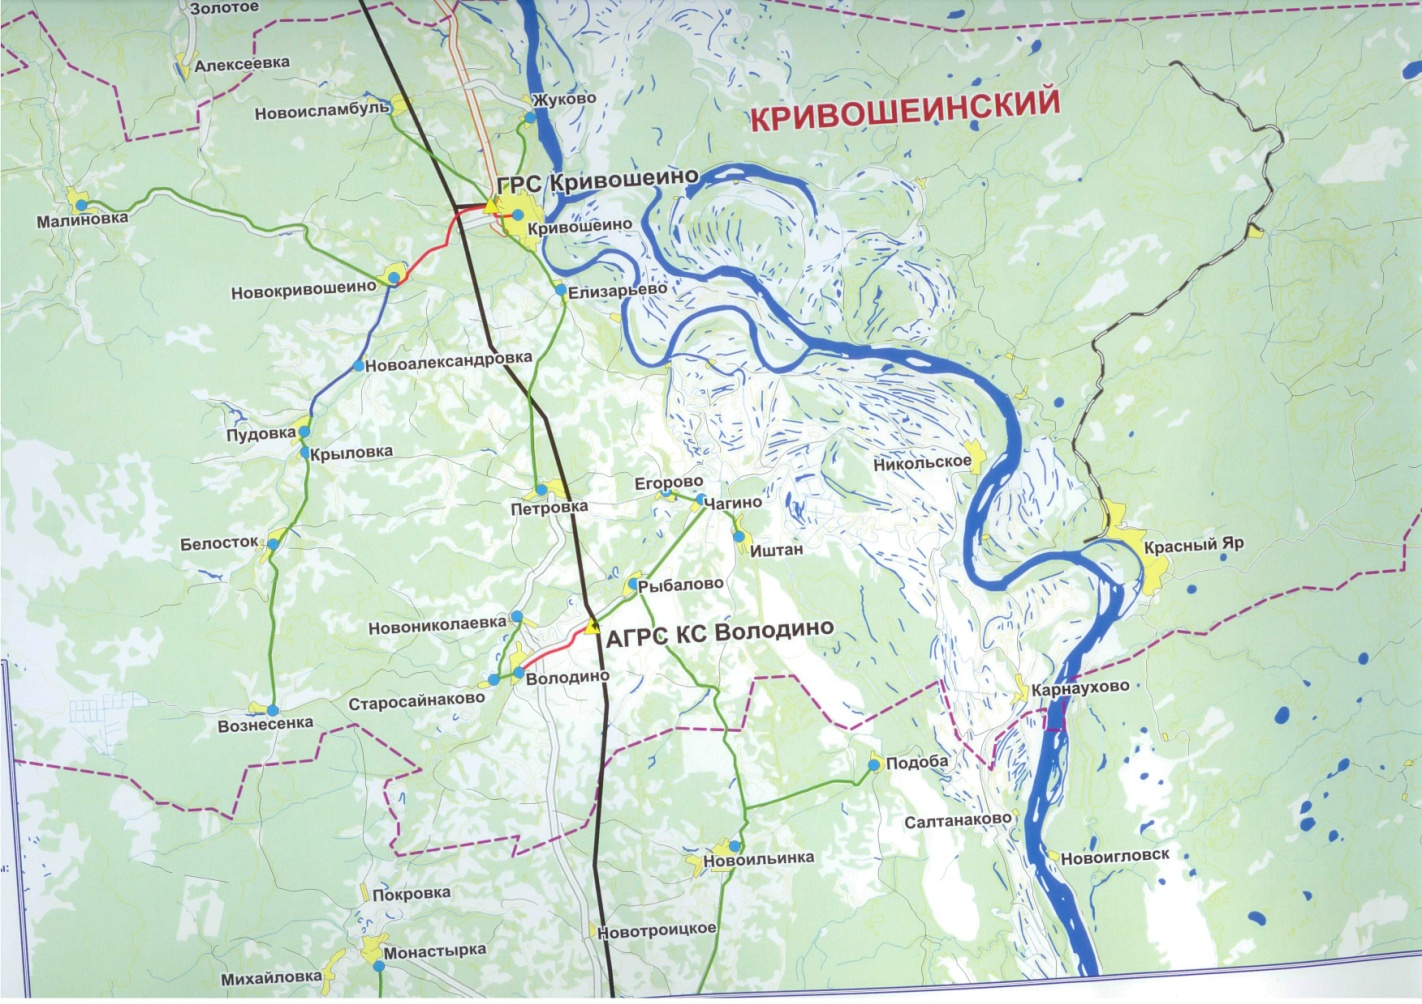 Золотое
Алексеевка
Новоисламбуль
Жуково
КРИВОШЕИНСКИЙ
ГРС Кривошеино
Малиновка
Кривошеино
Новокривошеино
Елизарьево
Новоалександровка
Пудовка
Крыловка
Никольское
Егорово
Чагино
Петровка
Белосток
Иштан
Красный Яр
Рыбалово
Новониколаевка
АГРС КС Володино
Володино
Старосайнаково
Карнаухово
Вознесенка
Подоба
Салтанаково
Новоильинка
Новоигловск
Покровка
Новотроицкое
Монастырка
Михайловка